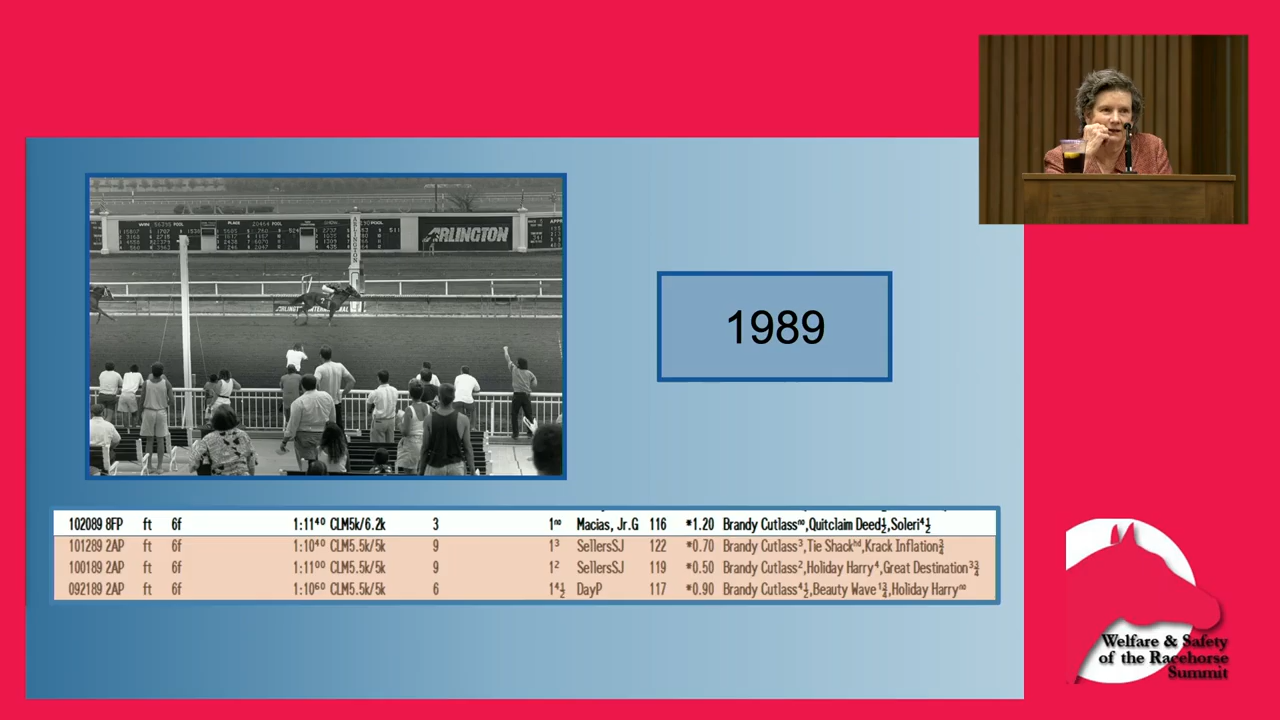 ARLINGTON
1989
102089 8FP ft 6f 1:11⁴⁰ CLM5k/6.2k 3 1ⁿᵒ Macias, Jr.G 116 *1.20 Brandy Cutlassⁿᵒ,Quitclaim Deed½,Soleri4½
101289 2AP ft 6f 1:10⁴⁰ CLM5.5k/5k 9 1³ SellersSJ 122 *0.70 Brandy Cutlass³,Tie Shackʰᵈ,Krack Inflation¾
100189 2AP ft 6f 1:11⁰⁰ CLM5.5k/5k 9 1² SellersSJ 119 *0.50 Brandy Cutlass²,Holiday Harry⁴,Great Destination3¾
092189 2AP ft 6f 1:10⁶⁰ CLM5.5k/5k 6 1⁴½ DayP 117 *0.90 Brandy Cutlass4½,Beauty Wave1¾,Holiday Harryⁿᵒ
Welfare & Safety
of the Racehorse
Summit